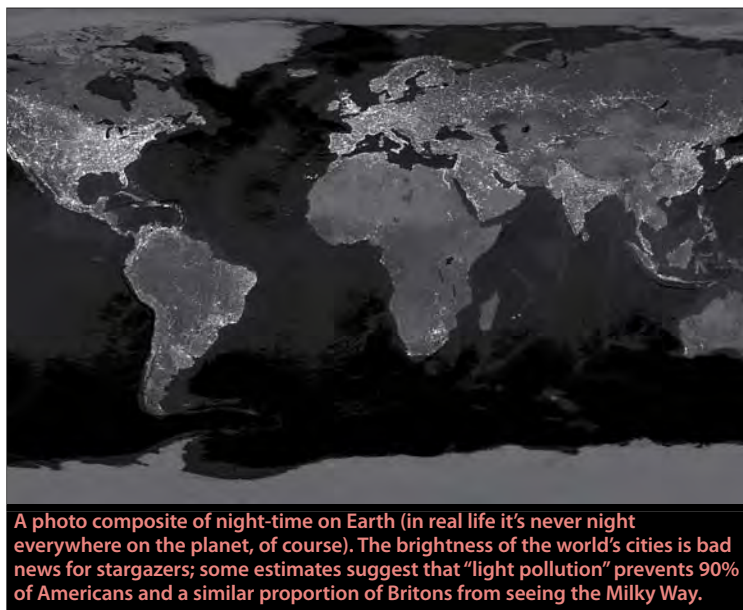 A photo composite of night-time on Earth (in real life it's never night
everywhere on the planet, of course). The brightness of the world's cities is bad
news for stargazers; some estimates suggest that “light pollution” prevents 90%
of Americans and a similar proportion of Britons from seeing the Milky Way.